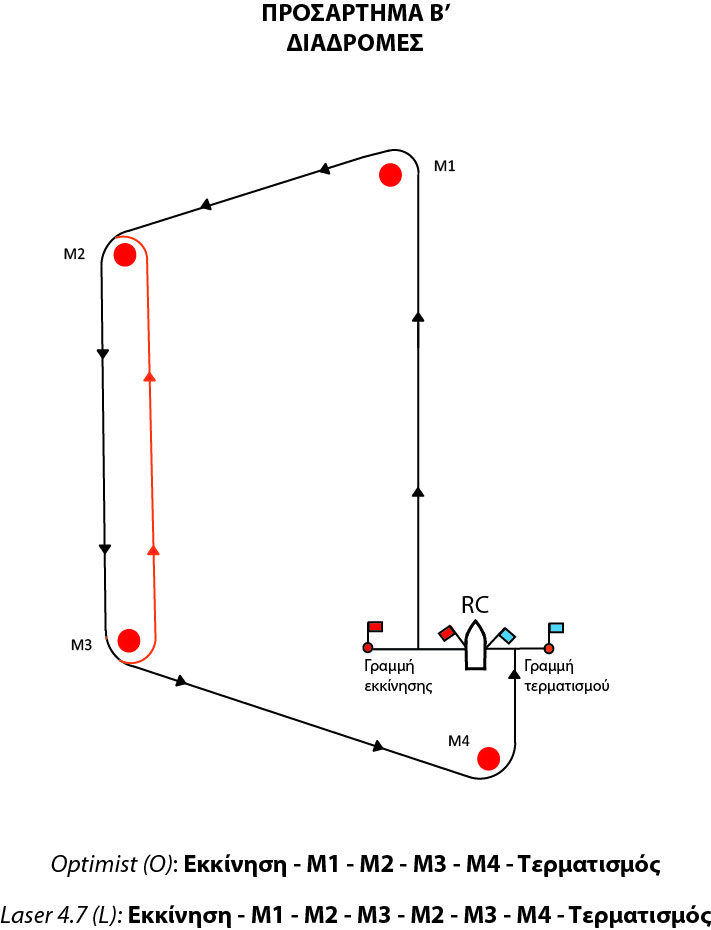 ΠΡΟΣΑΡΤΗΜΑ Β’
ΔΙΑΔΡΟΜΕΣ
M1
M2
RC
M3
Γραμμή
εκκίνησης
Γραμμή
τερματισμού
M4
Optimist (O): Εκκίνηση - M1 - M2 - M3 - M4 - Τερματισμός
Laser 4.7 (L): Εκκίνηση - M1 - M2 - M3 - M2 - M3 - M4 - Τερματισμός